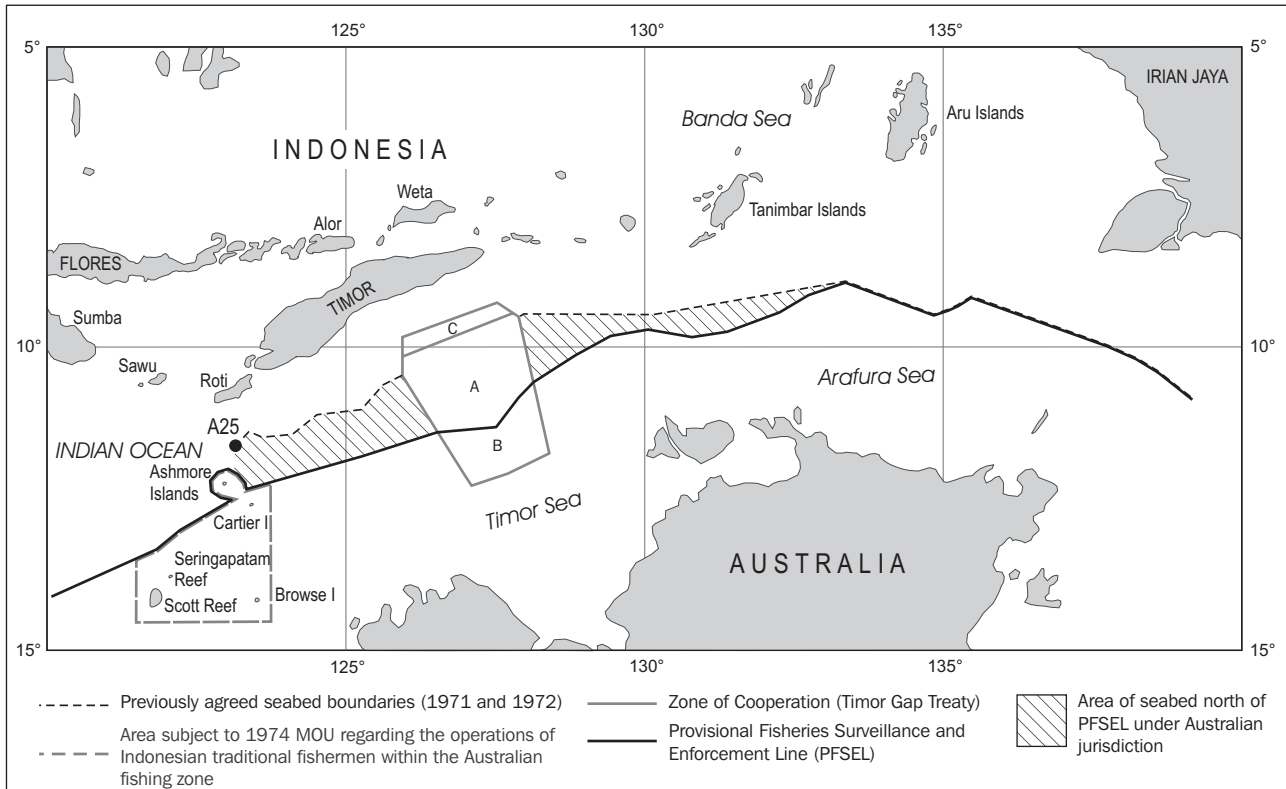 125°
130°
135°
5°
5°
IRIAN JAYA
Banda Sea
Aru Islands
INDONESIA
Weta
Tanimbar Islands
Alor
FLORES
TIMOR
Sumba
C
10°
10°
Sawu
Roti
A
Arafura Sea
A25
INDIAN OCEAN
B
Ashmore
Islands
Cartier I
Timor Sea
Seringapatam
Reef
AUSTRALIA
Scott Reef
Browse I
15°
15°
125°
130°
135°
Previously agreed seabed boundaries (1971 and 1972)
Area subject to 1974 MOU regarding the operations of
Indonesian traditional fishermen within the Australian
fishing zone
Zone of Cooperation (Timor Gap Treaty)
Provisional Fisheries Surveillance and
Enforcement Line (PFSEL)
Area of seabed north of
PFSEL under Australian
jurisdiction